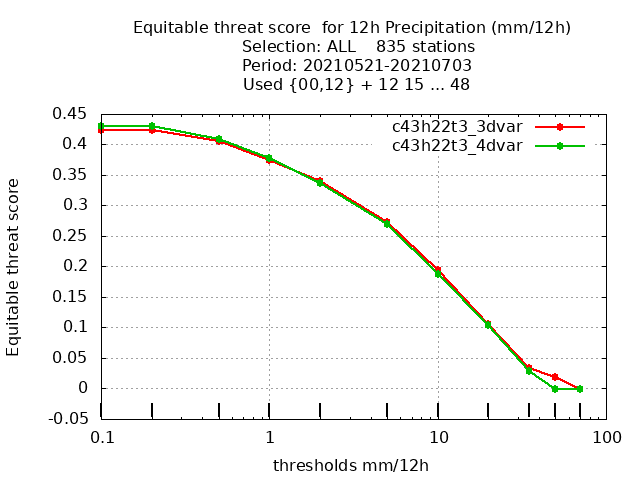 Equitable threat score  for 12h Precipitation (mm/12h)
Selection: ALL    835 stations
Period: 20210521-20210703
Used {00,12} + 12 15 ... 48
c43h22t3_3dvar
c43h22t3_4dvar
Equitable threat score
0.45
0.4
0.35
0.3
0.25
0.2
0.15
0.1
0.05
0
-0.05
0.1 1 10 100
thresholds mm/12h